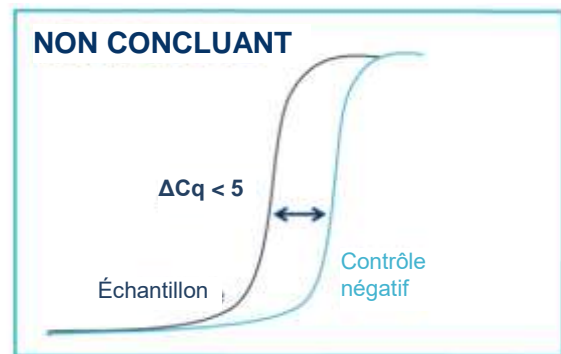 NON CONCLUANT
ΔCq < 5
Échantillon
Contrôle
négatif